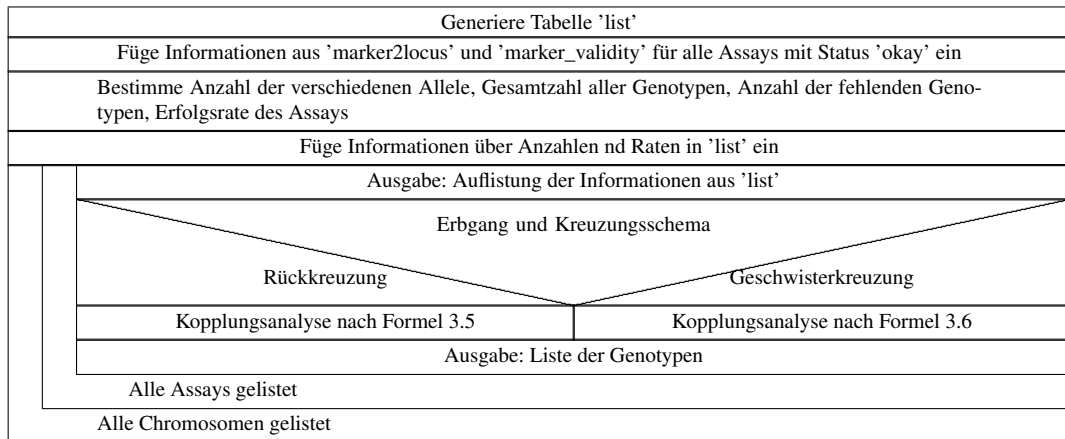 Generiere Tabelle ’list’
Füge Informationen aus ’marker2locus’ und ’marker_validity’ für alle Assays mit Status ’okay’ ein
Bestimme Anzahl der verschiedenen Allele, Gesamtzahl aller Genotypen, Anzahl der fehlenden Geno-
typen, Erfolgsrate des Assays
Füge Informationen über Anzahlen nd Raten in ’list’ ein
Ausgabe: Auflistung der Informationen aus ’list’
Erbgang und Kreuzungsschema
Rückkreuzung
Geschwisterkreuzung
Kopplungsanalyse nach Formel 3.5
Kopplungsanalyse nach Formel 3.6
Ausgabe: Liste der Genotypen
Alle Assays gelistet
Alle Chromosomen gelistet